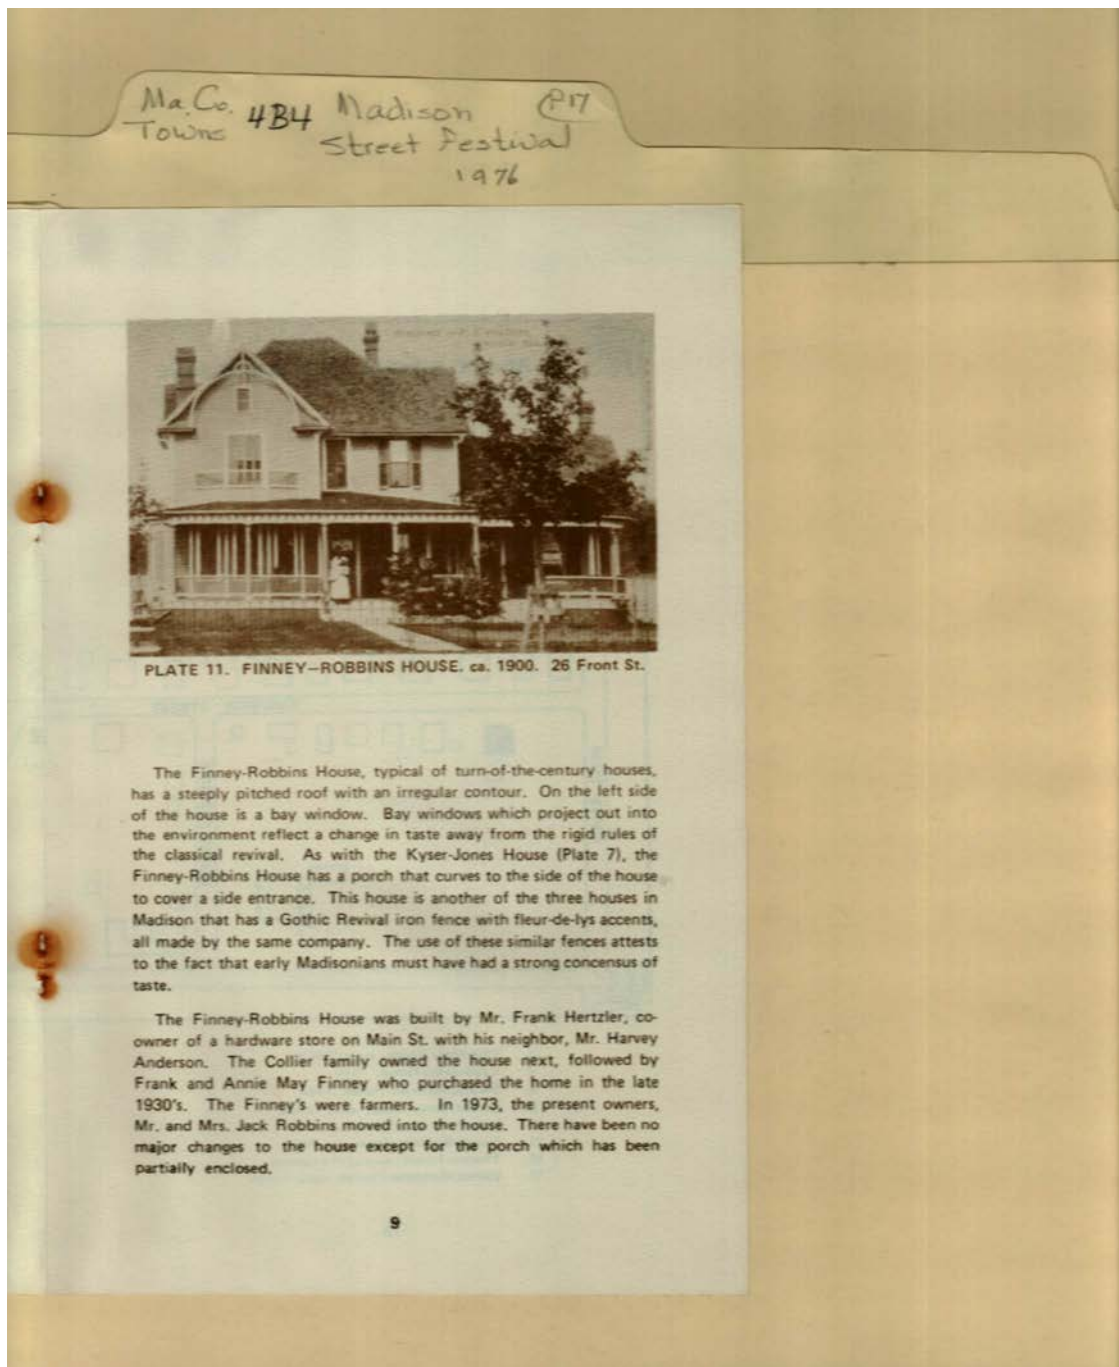 Ma. Co. 4B4 Madison P17
Towns Street Festival
1976
PLATE 11. FINNEY—ROBBINS HOUSE. ca. 1900. 26 Front St.
The Finney-Robbins House, typical of turn-of-the-century houses,
has a steeply pitched roof with an irregular contour. On the left side
of the house is a bay window. Bay windows which project out into
the environment reflect a change in taste away from the rigid rules of
the classical revival. As with the Kyser-Jones House (Plate 7), the
Finney-Robbins House has a porch that curves to the side of the house
to cover a side entrance. This house is another of the three houses in
Madison that has a Gothic Revival iron fence with fleur-de-lys accents,
all made by the same company. The use of these similar fences attests
to the fact that early Madisonians must have had a strong concensus of
taste.
The Finney-Robbins House was built by Mr. Frank Hertzler, co-
owner of a hardware store on Main St. with his neighbor, Mr. Harvey
Anderson. The Collier family owned the house next, followed by
Frank and Annie May Finney who purchased the home in the late
1930's. The Finney's were farmers. In 1973, the present owners,
Mr. and Mrs. Jack Robbins moved into the house. There have been no
major changes to the house except for the porch which has been
partially enclosed.
9